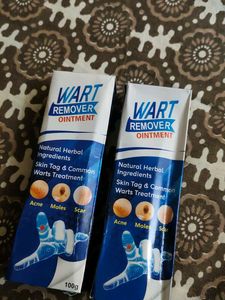 WART
REMOVER
OINTMENT
Natural Herbal
Ingredients
Skin Tag & Common
Warts Treatment
Acne Moles Scar
100g
WART
REMOVER
OINTMENT
Natural Herbal
Ingredients
Skin Tag & Common
Warts Treatment
Acne Moles Scar